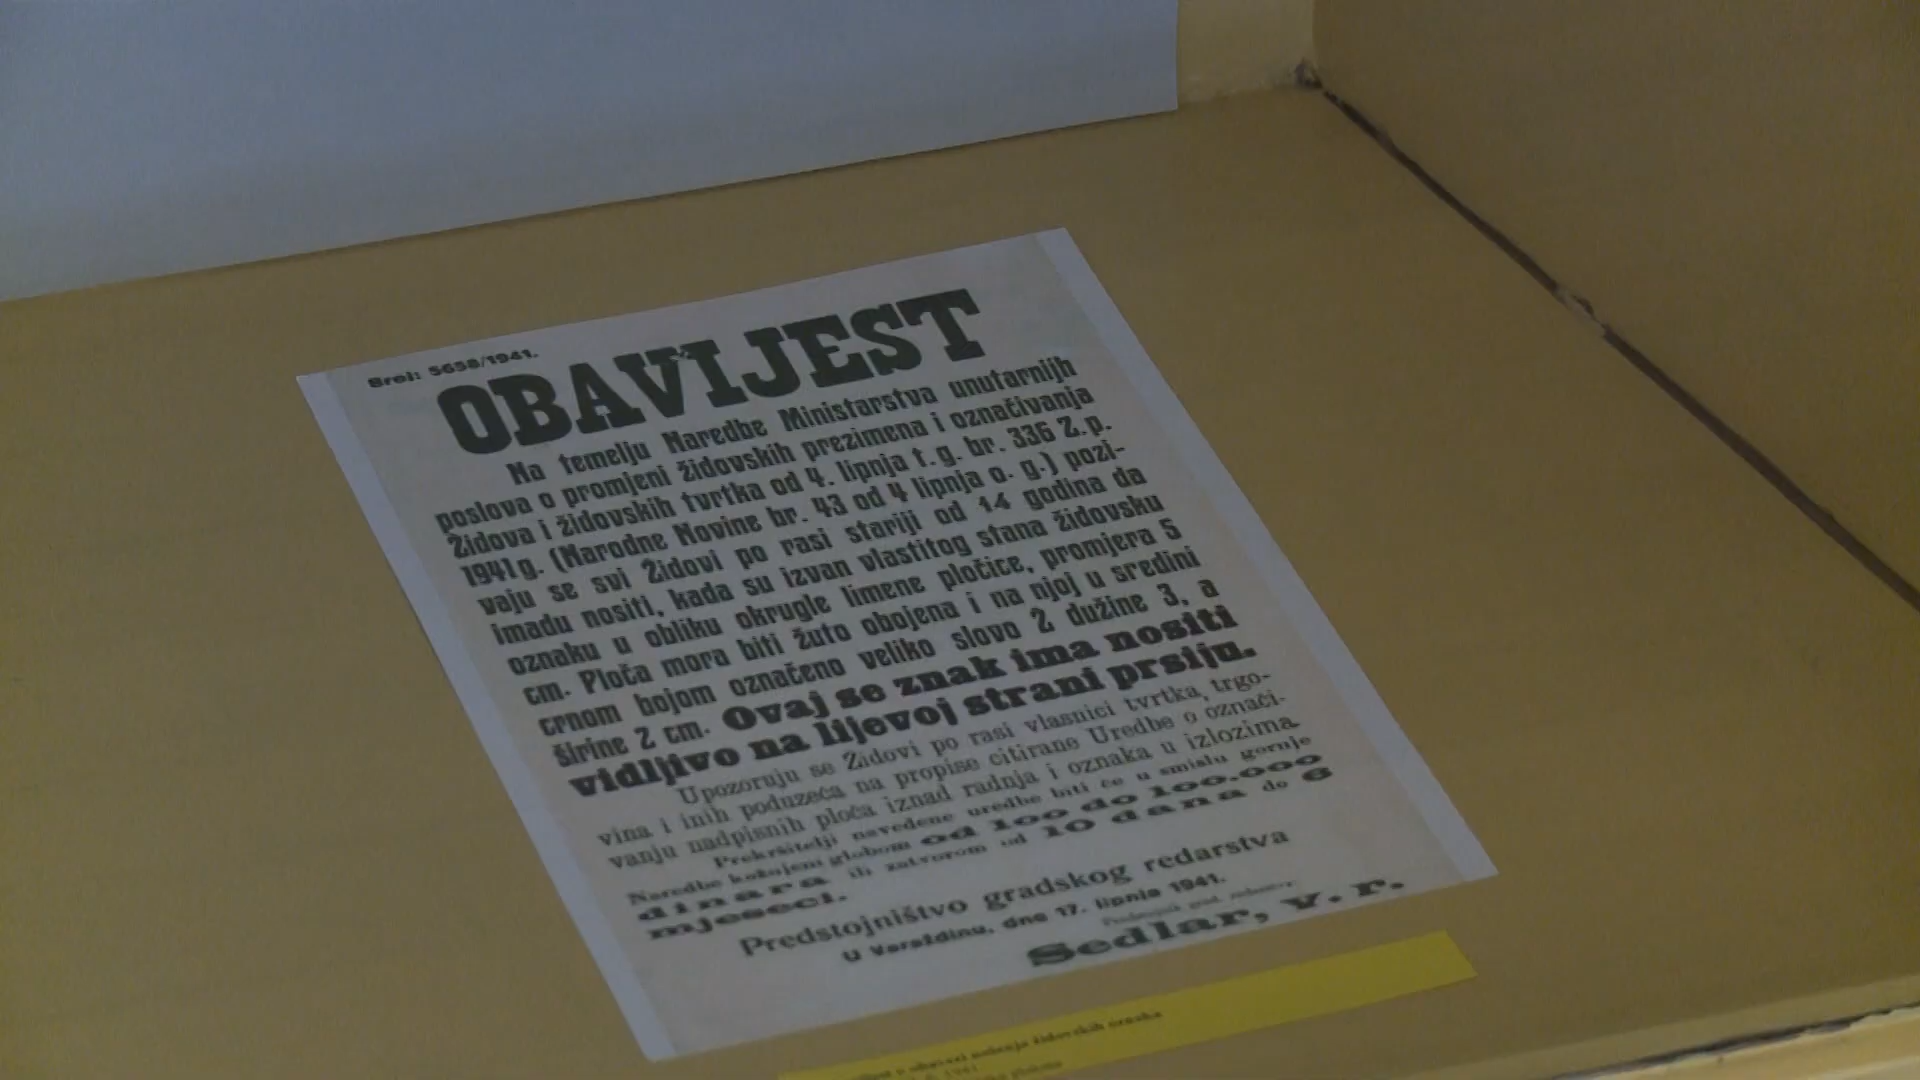 Broj: 5658/1941.
OBAVIJEST
Na temelju Naredbe Ministarstva unutarnjih
poslova o promjeni židovskih prezimena i označivanja
Židova i židovskih tvrtka od 4. lipnja t. g. br. 336 Z. p.
1941 g. (Narodne Novine br. 43 od 4 lipnja o. g.) pozi-
vaju se svi Židovi po rasi stariji od 14 godina da
imadu nositi, kada su izvan vlastitog stana židovsku
oznaku u obliku okrugle limene pločice, promjera 5
cm. Ploča mora biti žuto obojena i na njoj u sredini
crnom bojom označeno veliko slovo Ž dužine 3, a
širine 2 cm. Ovaj se znak ima nositi
vidljivo na lijevoj strani prsiju.
Upozoruju se Židovi po rasi vlasnici tvrtka, trgo-
vina i inih poduzeća na propise citirane Uredbe o označi-
vanju nadpisnih ploča iznad radnja i oznaka u izlozima.
Prekršitelji navedene uredbe biti će u smislu gornje
Naredbe kažnjeni globom od 100 do 100.000
dinara ili zatvorom od 10 dana do 6
mjeseci.
Predstojništvo gradskog redarstva
U Varaždinu, dne 17. lipnja 1941.
Predstojnik grad. redarstva:
Sedlar, v. r.
nošenja židovskih oznaka
1941